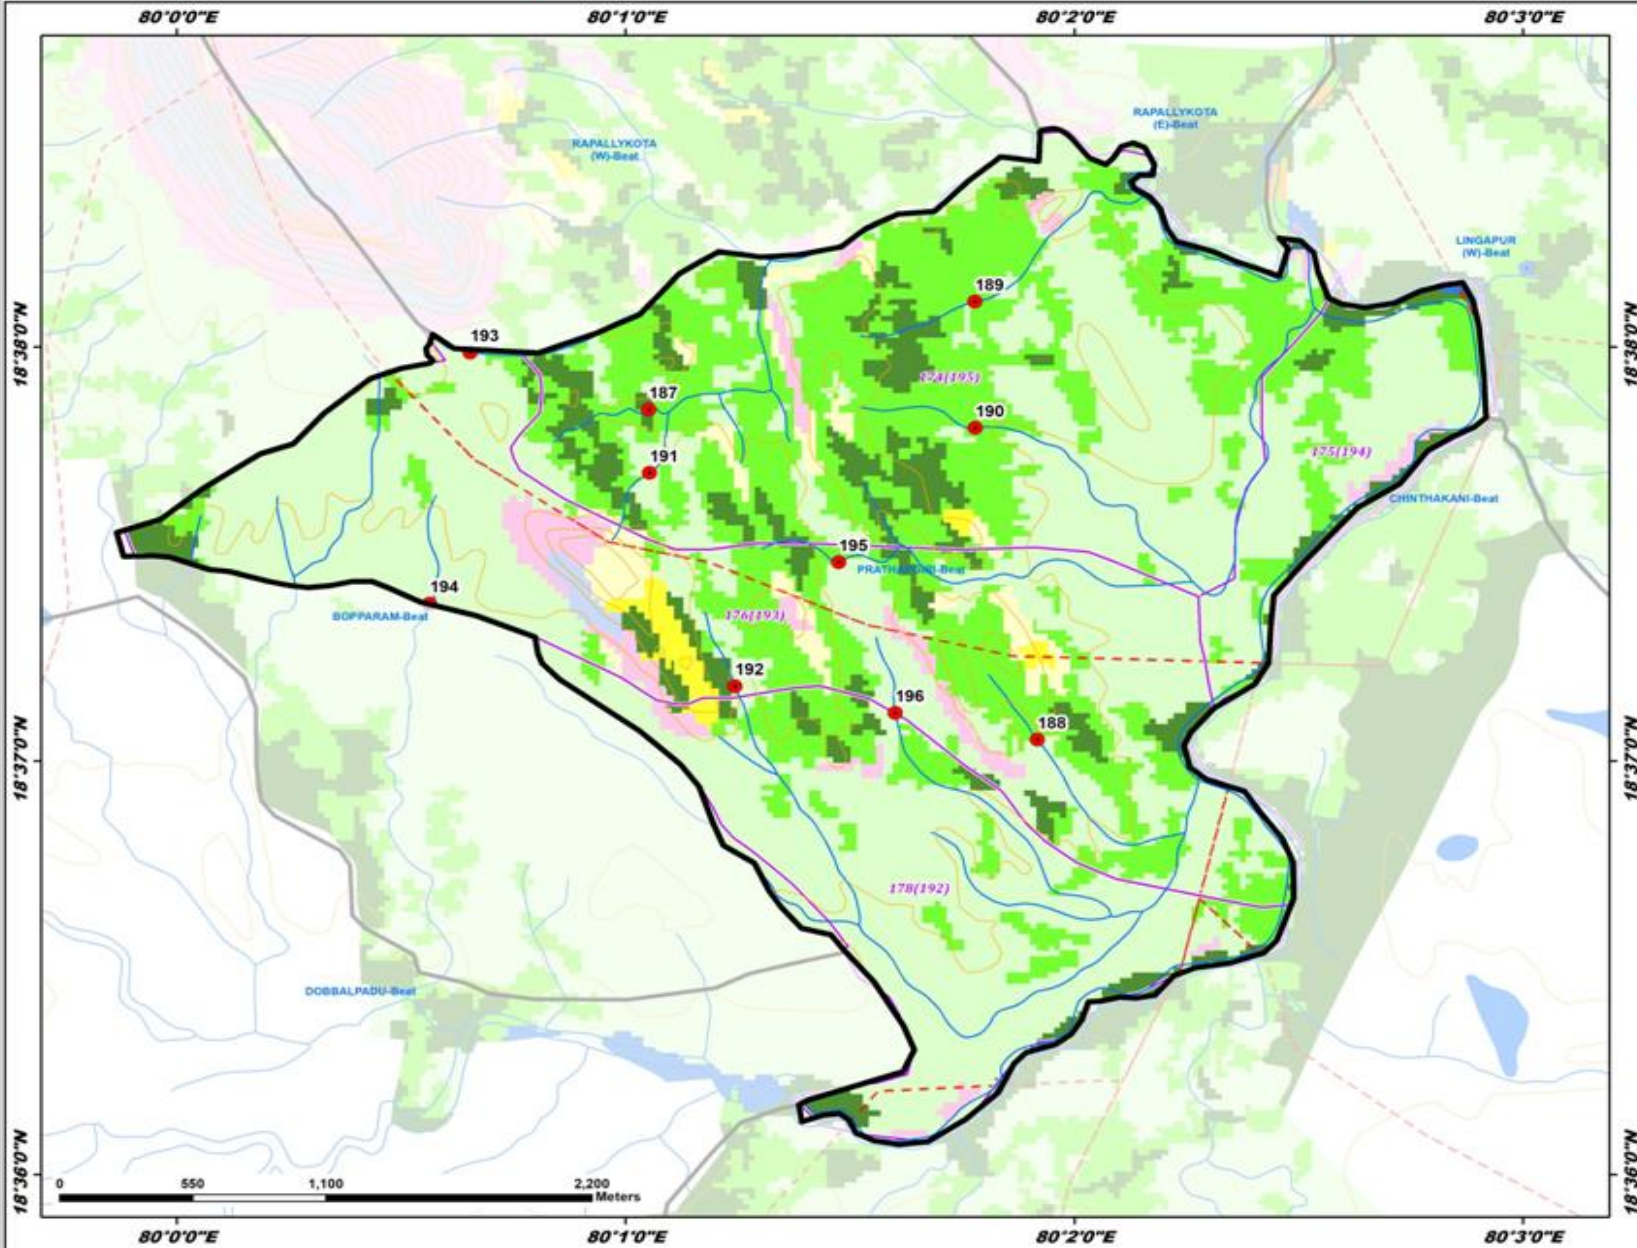 80°0'0"E 80°1'0"E 80°2'0"E 80°3'0"E
RAPALLYKOTA
(E)-Beat
RAPALLYKOTA
(W)-Beat
LINGAPUR
(W)-Beat
189
18°38'0"N
193
18°38'0"N
174(195)
187
190
191
175(194)
CHINTHAKANI-Beat
195
194
BOPPARAM-Beat
176(193)
192
196
188
18°37'0"N
18°37'0"N
178(192)
DOBBALPADU-Beat
18°36'0"N
18°36'0"N
0 550 1,100 2,200
Meters
80°0'0"E 80°1'0"E 80°2'0"E 80°3'0"E